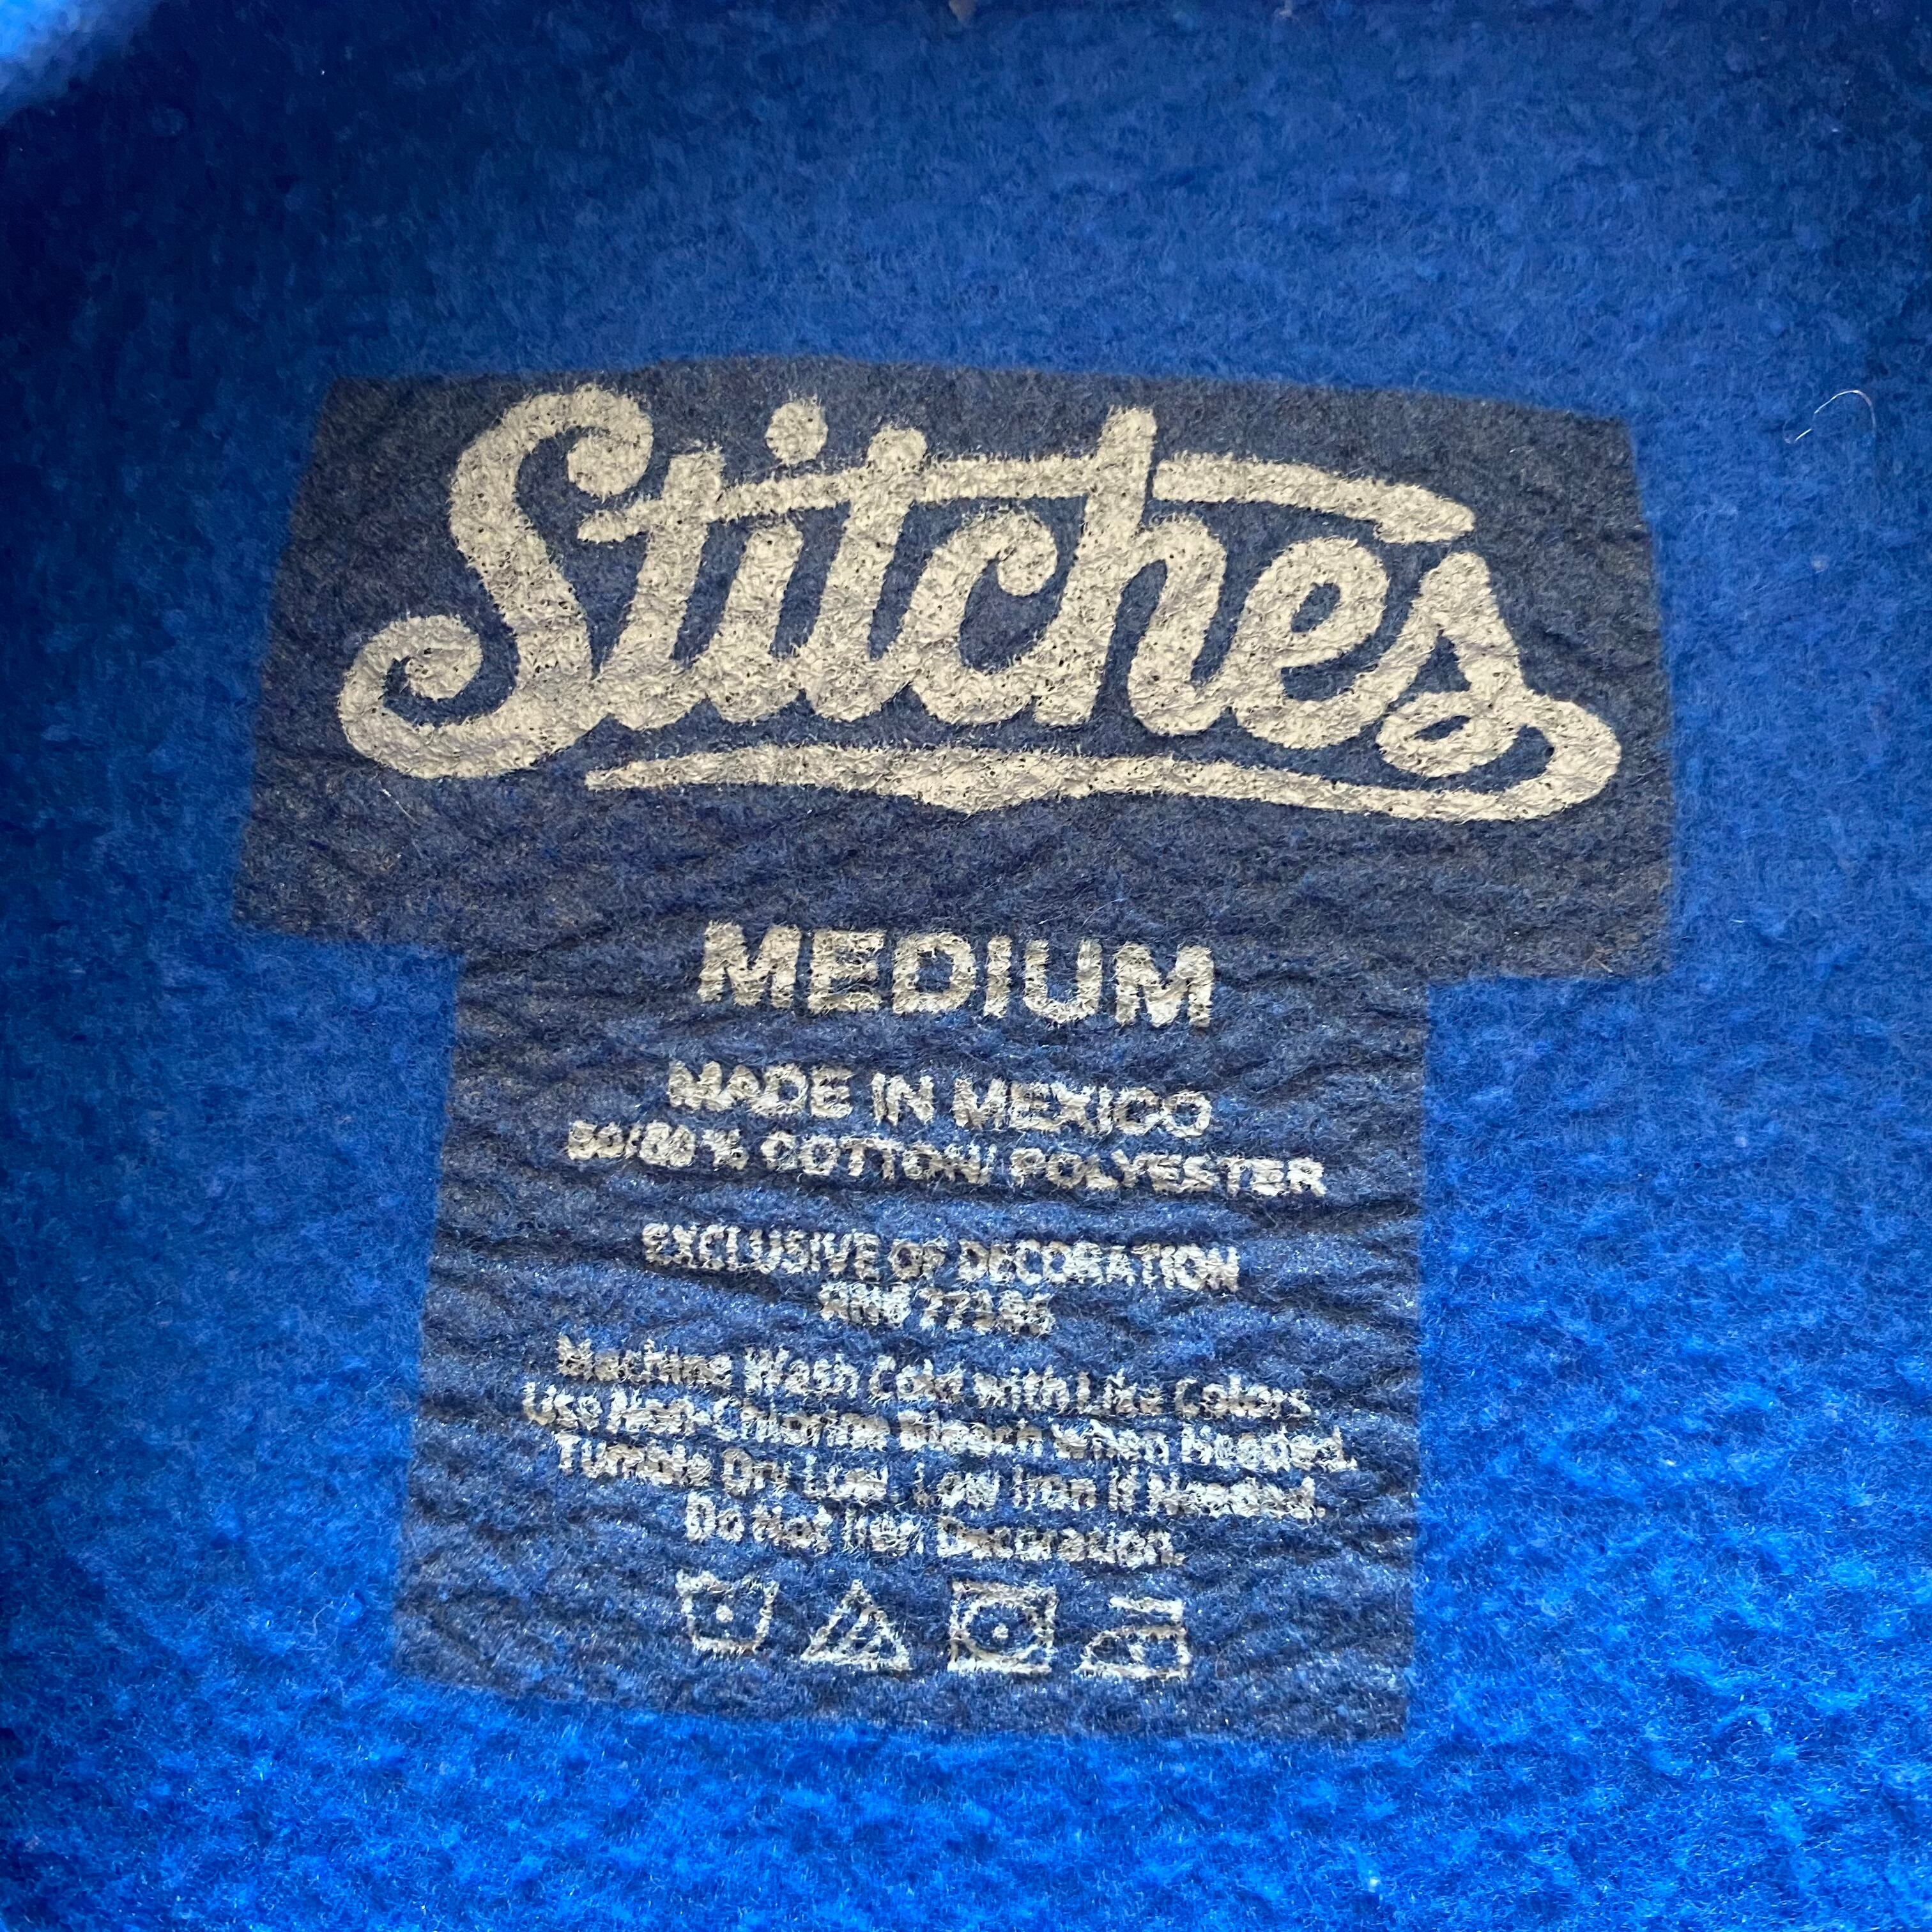 Stitches
MEDIUM
MADE IN MEXICO
COTTON/ POLYESTER
EXCLUSIVE OF DECORATION
Machine Wash Cold with Like Colors.
Use Non-Chlorine Bleach When Needed.
Tumble Dry Low. Low Iron If Needed.
Do Not Iron Decoration.